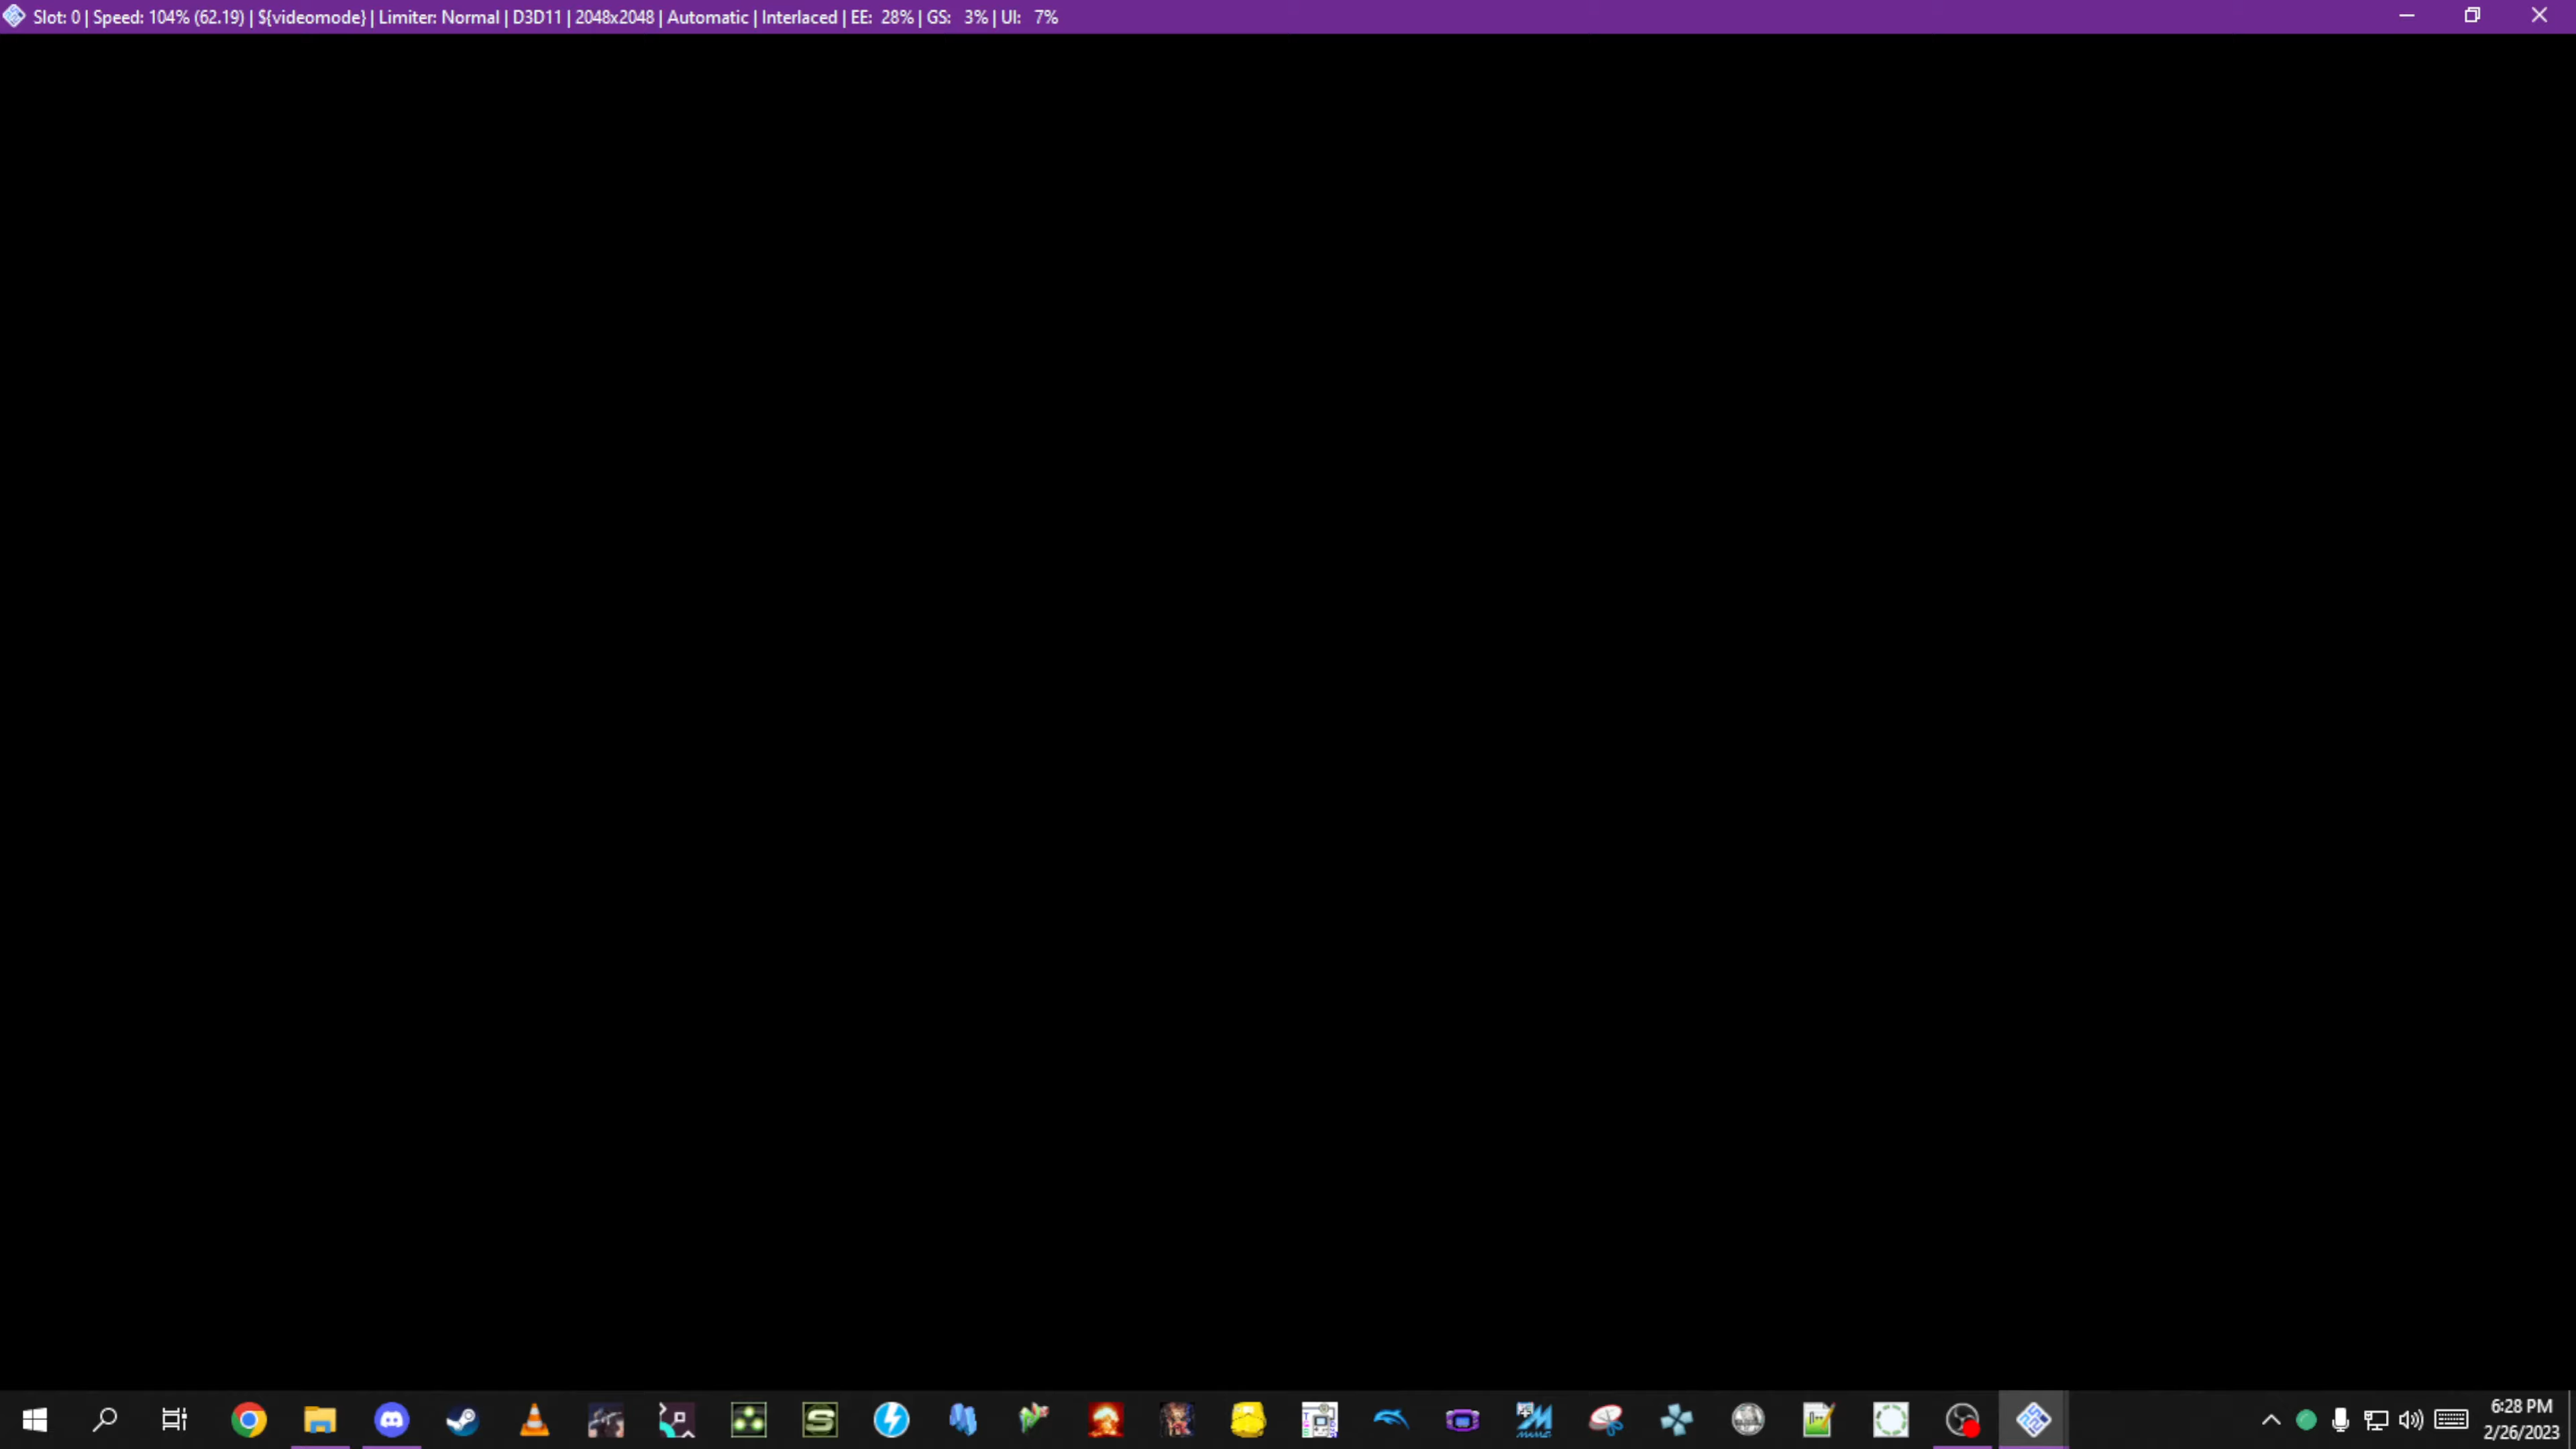 Slot: 0 | Speed: 104% (62.19) | ${videomode} | Limiter: Normal | D3D11 | 2048x2048 | Automatic | Interlaced | EE: 28% | GS: 3% | UI: 7%
6:28 PM
2/26/2023